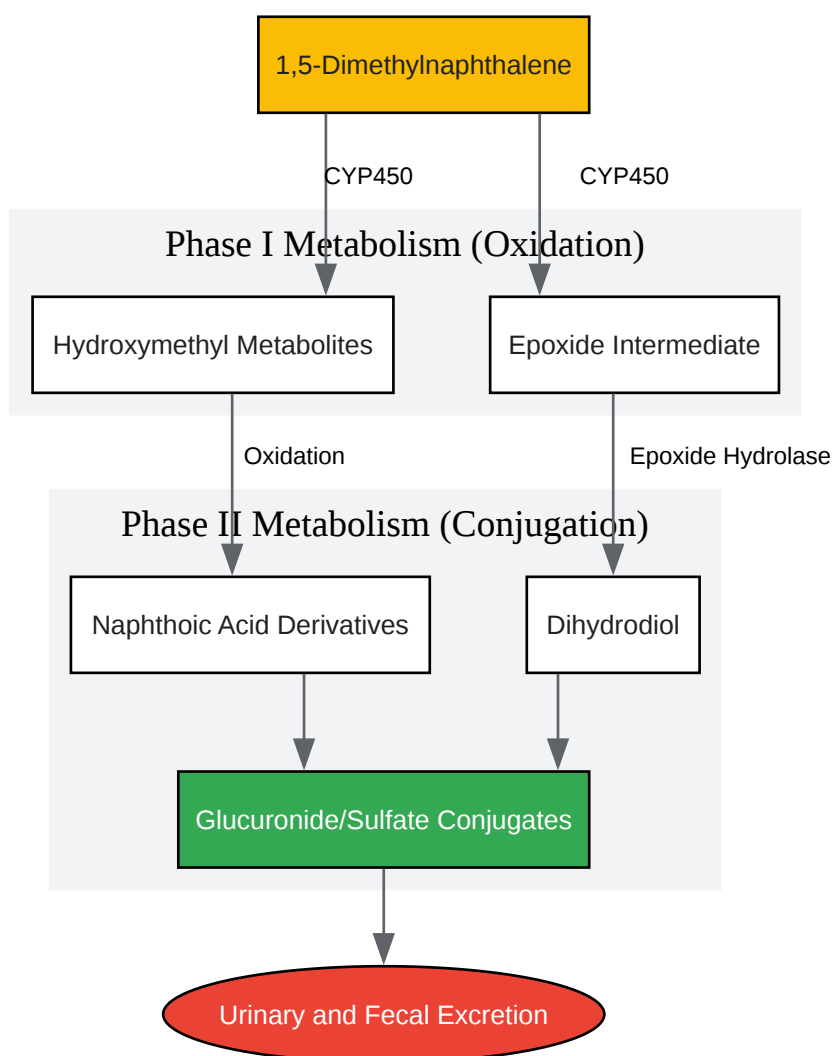 1,5-Dimethylnaphthalene
CYP450
CYP450
Phase I Metabolism (Oxidation)
Hydroxymethyl Metabolites
Epoxide Intermediate
Oxidation
Epoxide Hydrolase
Phase II Metabolism (Conjugation)
Naphthoic Acid Derivatives
Dihydrodiol
Glucuronide/Sulfate Conjugates
Urinary and Fecal Excretion